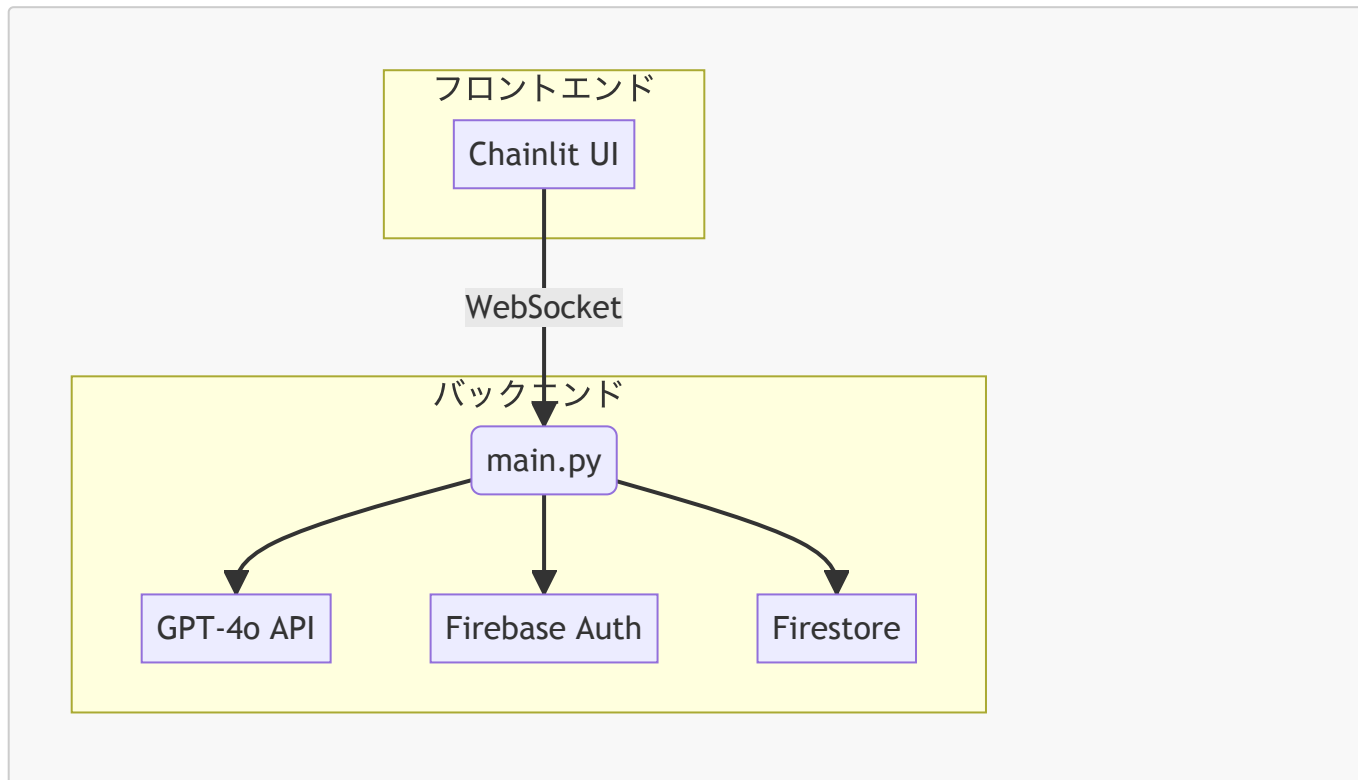 フロントエンド
Chainlit UI
WebSocket
バックエンド
main.py
GPT-4o API
Firebase Auth
Firestore